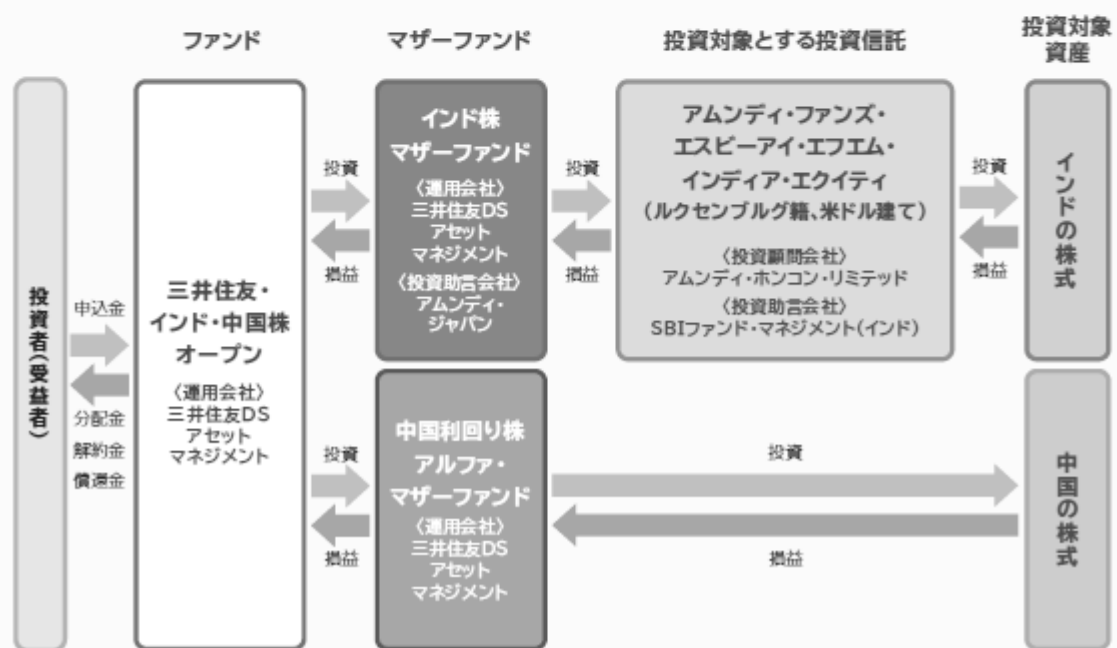 ファンド
マザーファンド
投資対象とする投資信託
投資対象
資産
投資者(受益者)
申込金
分配金
解約金
償還金
三井住友・
インド・中国株
オープン
〈運用会社〉
三井住友DS
アセット
マネジメント
投資
損益
インド株
マザーファンド
〈運用会社〉
三井住友DS
アセット
マネジメント
〈投資助言会社〉
アムンディ・
ジャパン
投資
損益
アムンディ・ファンズ・
エスビーアイ・エフエム・
インディア・エクイティ
(ルクセンブルグ籍、米ドル建て)
〈投資顧問会社〉
アムンディ・ホンコン・リミテッド
〈投資助言会社〉
SBIファンド・マネジメント(インド)
投資
損益
インドの株式
投資
損益
中国利回り株
アルファ・
マザーファンド
〈運用会社〉
三井住友DS
アセット
マネジメント
投資
損益
中国の株式